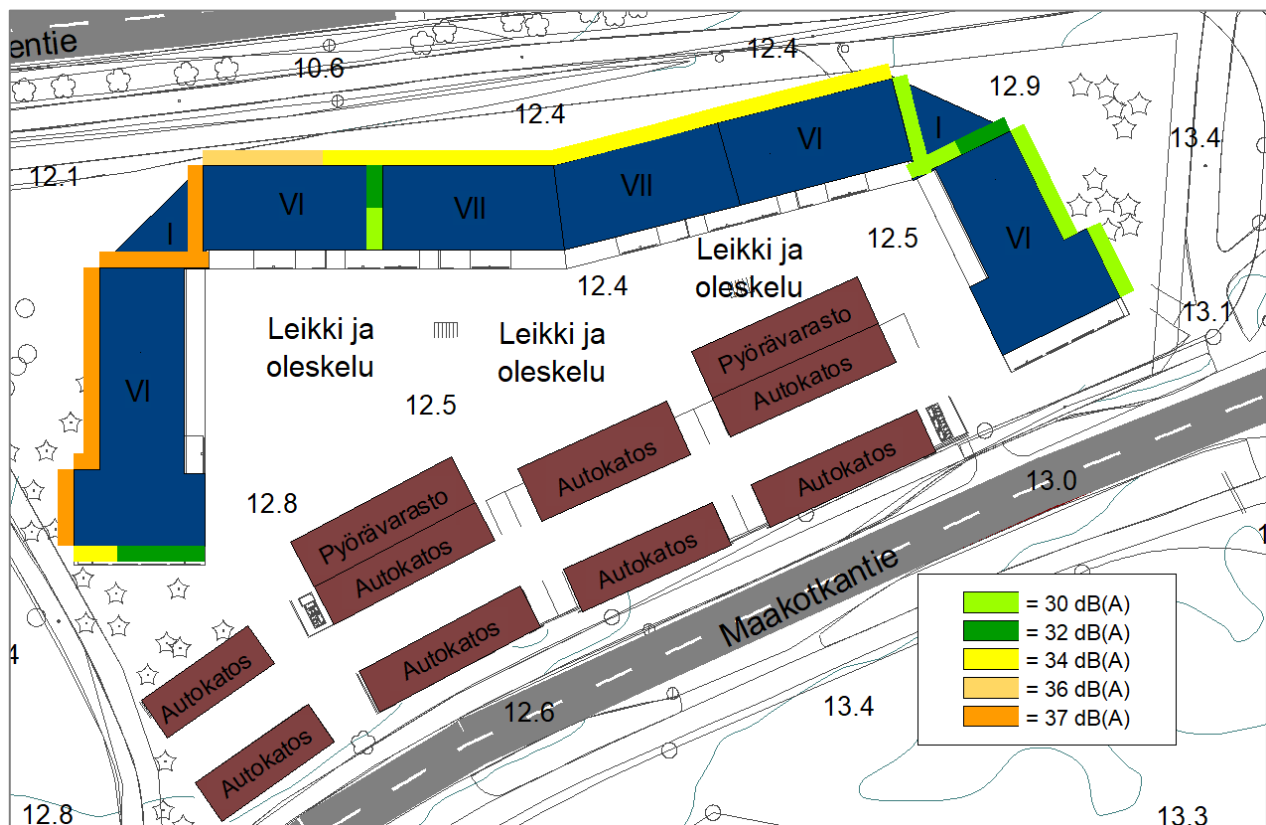 entie
10.6
12.4
12.4
12.9
13.4
12.1
I
VI
VII
VII
VI
I
VI
12.5
Leikki ja
oleskelu
12.4
Leikki ja
oleskelu
Leikki ja
oleskelu
VI
12.5
13.1
Pyörävarasto
Autokatos
Autokatos
Autokatos
13.0
12.8
Pyörävarasto
Autokatos
Autokatos
Autokatos
Maakotkantie
Autokatos
Autokatos
12.6
13.4
12.8
13.3
= 30 dB(A)
= 32 dB(A)
= 34 dB(A)
= 36 dB(A)
= 37 dB(A)